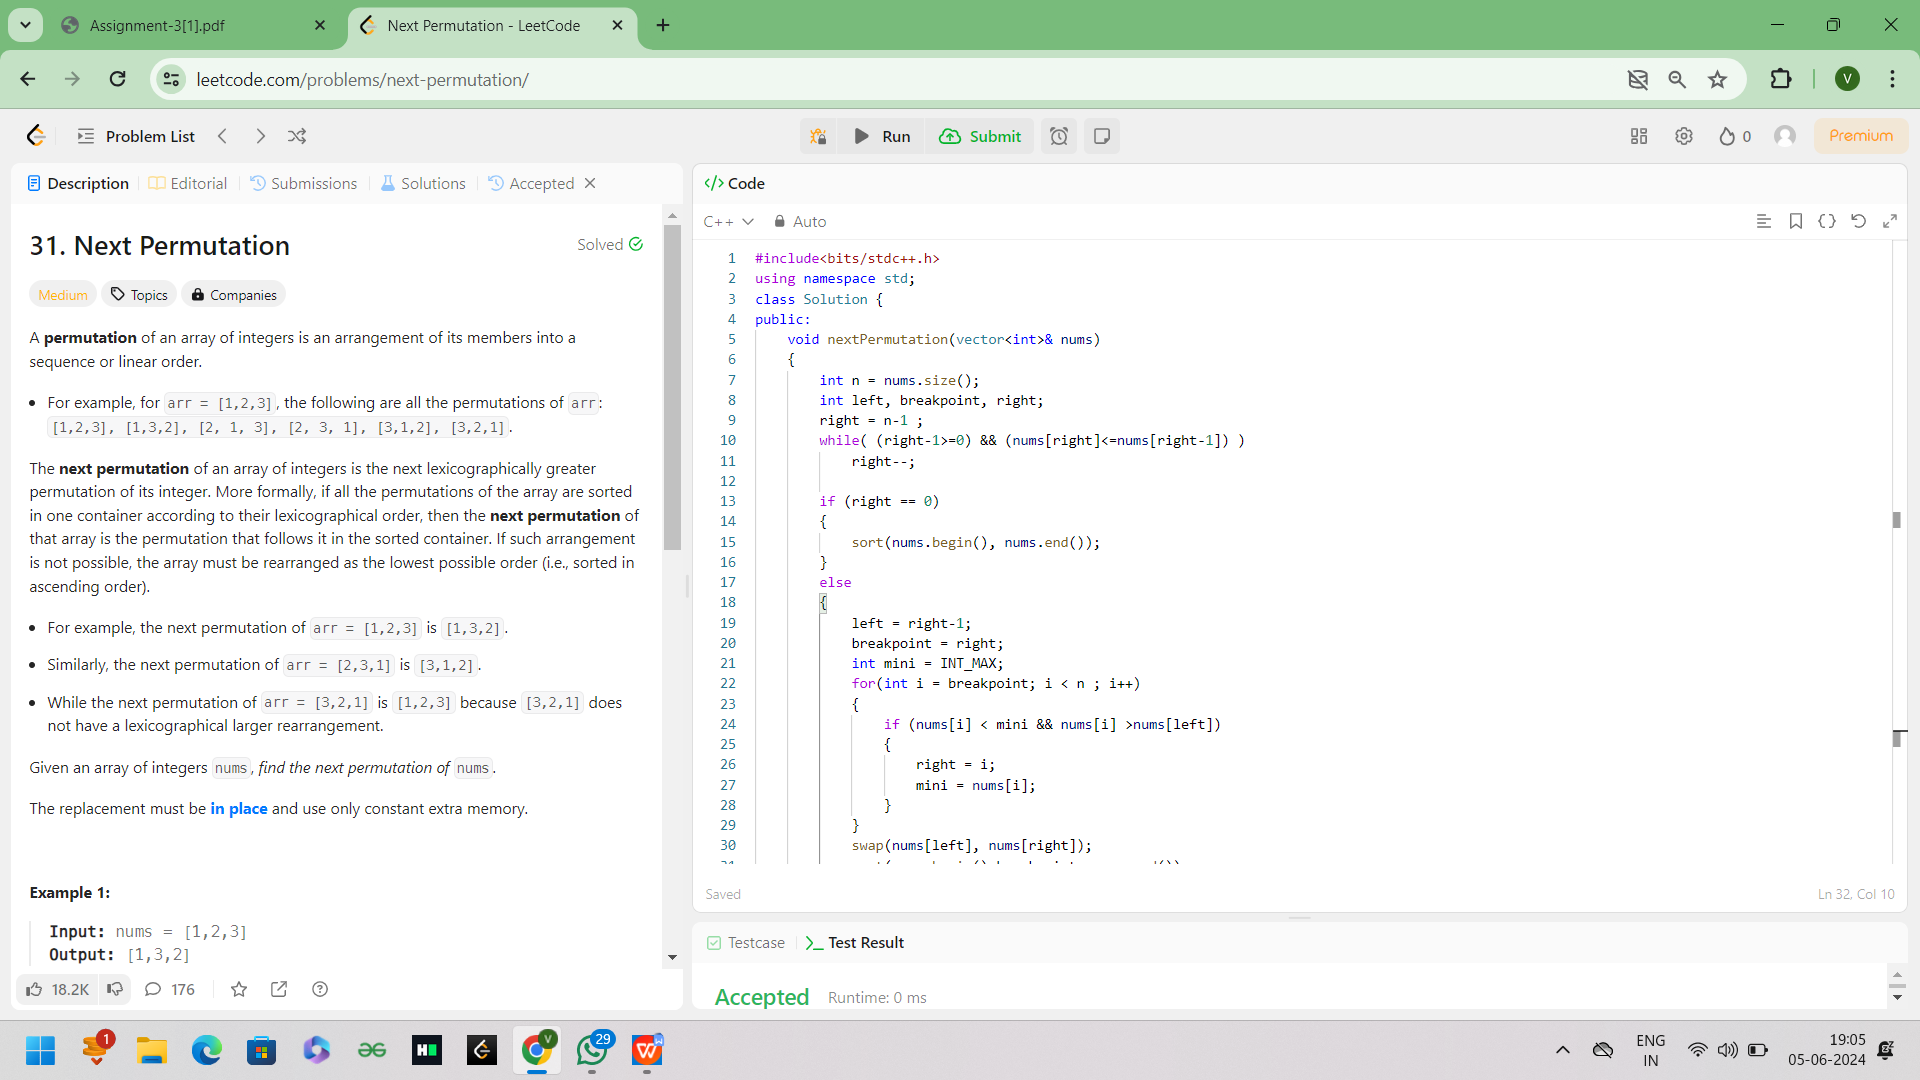 Assignment-3[1].pdf
Next Permutation - LeetCode
leetcode.com/problems/next-permutation/
V
Problem List
Run
Submit
0
Premium
Description
Editorial
Submissions
Solutions
Accepted
31. Next Permutation
Solved
Medium
Topics
Companies
A permutation of an array of integers is an arrangement of its members into a
sequence or linear order.
• For example, for arr = [1,2,3], the following are all the permutations of arr:
[1,2,3], [1,3,2], [2, 1, 3], [2, 3, 1], [3,1,2], [3,2,1].
The next permutation of an array of integers is the next lexicographically greater
permutation of its integer. More formally, if all the permutations of the array are sorted
in one container according to their lexicographical order, then the next permutation of
that array is the permutation that follows it in the sorted container. If such arrangement
is not possible, the array must be rearranged as the lowest possible order (i.e., sorted in
ascending order).
• For example, the next permutation of arr = [1,2,3] is [1,3,2].
• Similarly, the next permutation of arr = [2,3,1] is [3,1,2].
• While the next permutation of arr = [3,2,1] is [1,2,3] because [3,2,1] does
not have a lexicographical larger rearrangement.
Given an array of integers nums, find the next permutation of nums.
The replacement must be in place and use only constant extra memory.
Example 1:
Input: nums = [1,2,3]
Output: [1,3,2]
18.2K
176
</> Code
C++
Auto
1 #include<bits/stdc++.h>
2 using namespace std;
3 class Solution {
4 public:
5 void nextPermutation(vector<int>& nums)
6 {
7 int n = nums.size();
8 int left, breakpoint, right;
9 right = n-1 ;
10 while( (right-1>=0) && (nums[right]<=nums[right-1]) )
11 right--;
12
13 if (right == 0)
14 {
15 sort(nums.begin(), nums.end());
16 }
17 else
18 {
19 left = right-1;
20 breakpoint = right;
21 int mini = INT_MAX;
22 for(int i = breakpoint; i < n ; i++)
23 {
24 if (nums[i] < mini && nums[i] >nums[left])
25 {
26 right = i;
27 mini = nums[i];
28 }
29 }
30 swap(nums[left], nums[right]);
Saved
Ln 32, Col 10
Testcase
Test Result
Accepted
Runtime: 0 ms
1
V
29
ENG
IN
19:05
05-06-2024